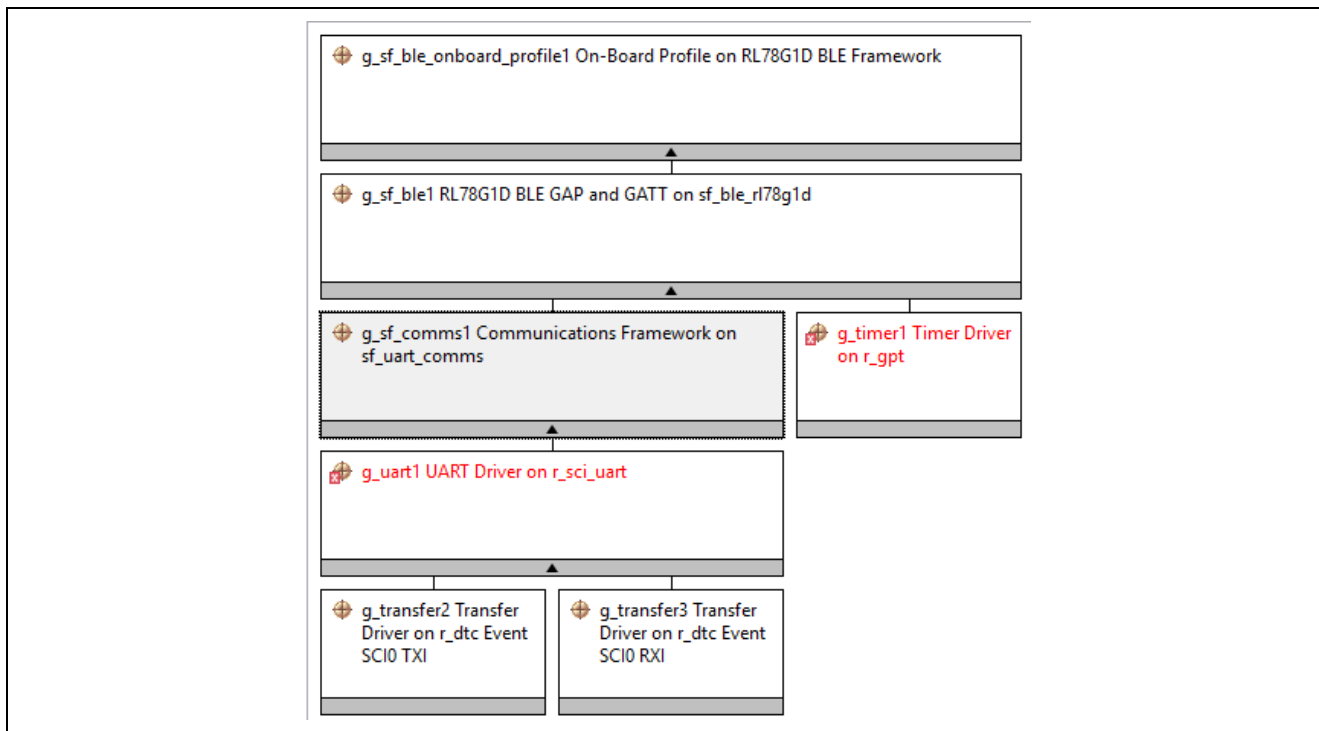 g_sf_ble_onboard_profile1 On-Board Profile on RL78G1D BLE Framework
g_sf_ble1 RL78G1D BLE GAP and GATT on sf_ble_rl78g1d
g_sf_comms1 Communications Framework on
sf_uart_comms
g_timer1 Timer Driver
on r_gpt
g_uart1 UART Driver on r_sci_uart
g_transfer2 Transfer
Driver on r_dtc Event
SCI0 TXI
g_transfer3 Transfer
Driver on r_dtc Event
SCI0 RXI